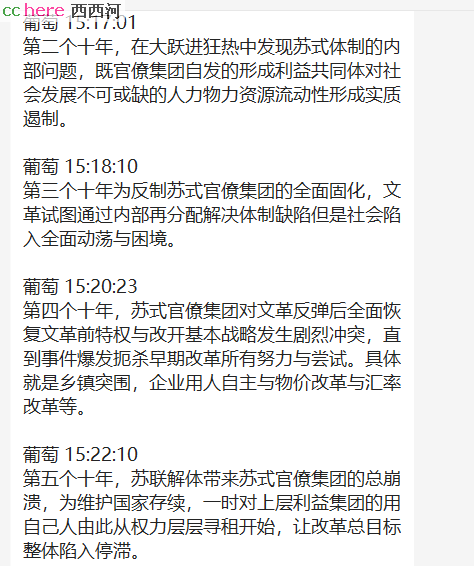 cchere 西西河
葡萄 15:17:01
第二个十年，在大跃进狂热中发现苏式体制的内
部问题，既官僚集团自发的形成利益共同体对社
会发展不可或缺的人力物力资源流动性形成实质
遏制。
葡萄 15:18:10
第三个十年为反制苏式官僚集团的全面固化，文
革试图通过内部再分配解决体制缺陷但是社会陷
入全面动荡与困境。
葡萄 15:20:23
第四个十年，苏式官僚集团对文革反弹后全面恢
复文革前特权与改开基本战略发生剧烈冲突，直
到事件爆发扼杀早期改革所有努力与尝试。具体
就是乡镇突围，企业用人自主与物价改革与汇率
改革等。
葡萄 15:22:10
第五个十年，苏联解体带来苏式官僚集团的总崩
溃，为维护国家存续，一时对上层利益集团的用
自己人由此从权力层层寻租开始，让改革总目标
整体陷入停滞。